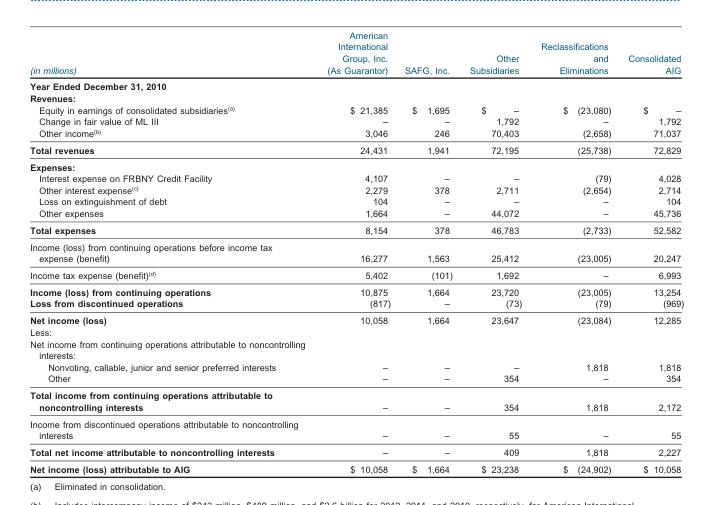 American
International Reclassifications
Group, Inc. Other and Consolidated
(in millions) (As Guarantor) SAFG, Inc. Subsidiaries Eliminations AIG
Year Ended December 31, 2010
Revenues:
Equity in earnings of consolidated subsidiaries(a) $ 21,385 $ 1,695 $ – $ (23,080) $ –
Change in fair value of ML III – – 1,792 – 1,792
Other income(b) 3,046 246 70,403 (2,658) 71,037
Total revenues 24,431 1,941 72,195 (25,738) 72,829
Expenses:
Interest expense on FRBNY Credit Facility 4,107 – – (79) 4,028
Other interest expense(c) 2,279 378 2,711 (2,654) 2,714
Loss on extinguishment of debt 104 – – – 104
Other expenses 1,664 – 44,072 – 45,736
Total expenses 8,154 378 46,783 (2,733) 52,582
Income (loss) from continuing operations before income tax
expense (benefit) 16,277 1,563 25,412 (23,005) 20,247
Income tax expense (benefit)(d) 5,402 (101) 1,692 – 6,993
Income (loss) from continuing operations 10,875 1,664 23,720 (23,005) 13,254
Loss from discontinued operations (817) – (73) (79) (969)
Net income (loss) 10,058 1,664 23,647 (23,084) 12,285
Less:
Net income from continuing operations attributable to noncontrolling
interests:
Nonvoting, callable, junior and senior preferred interests – – – 1,818 1,818
Other – – 354 – 354
Total income from continuing operations attributable to
noncontrolling interests – – 354 1,818 2,172
Income from discontinued operations attributable to noncontrolling
interests – – 55 – 55
Total net income attributable to noncontrolling interests – – 409 1,818 2,227
Net income (loss) attributable to AIG $ 10,058 $ 1,664 $ 23,238 $ (24,902) $ 10,058
(a) Eliminated in consolidation.